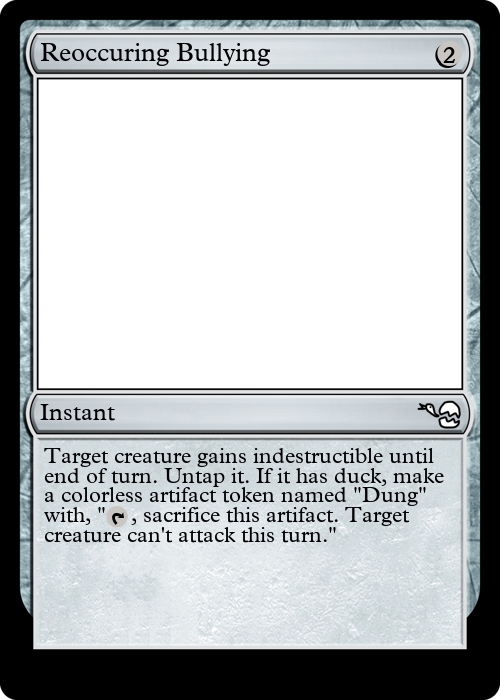 Reoccuring Bullying 2
Instant
Target creature gains indestructible until
end of turn. Untap it. If it has duck, make
a colorless artifact token named "Dung"
with, " , sacrifice this artifact. Target
creature can't attack this turn."